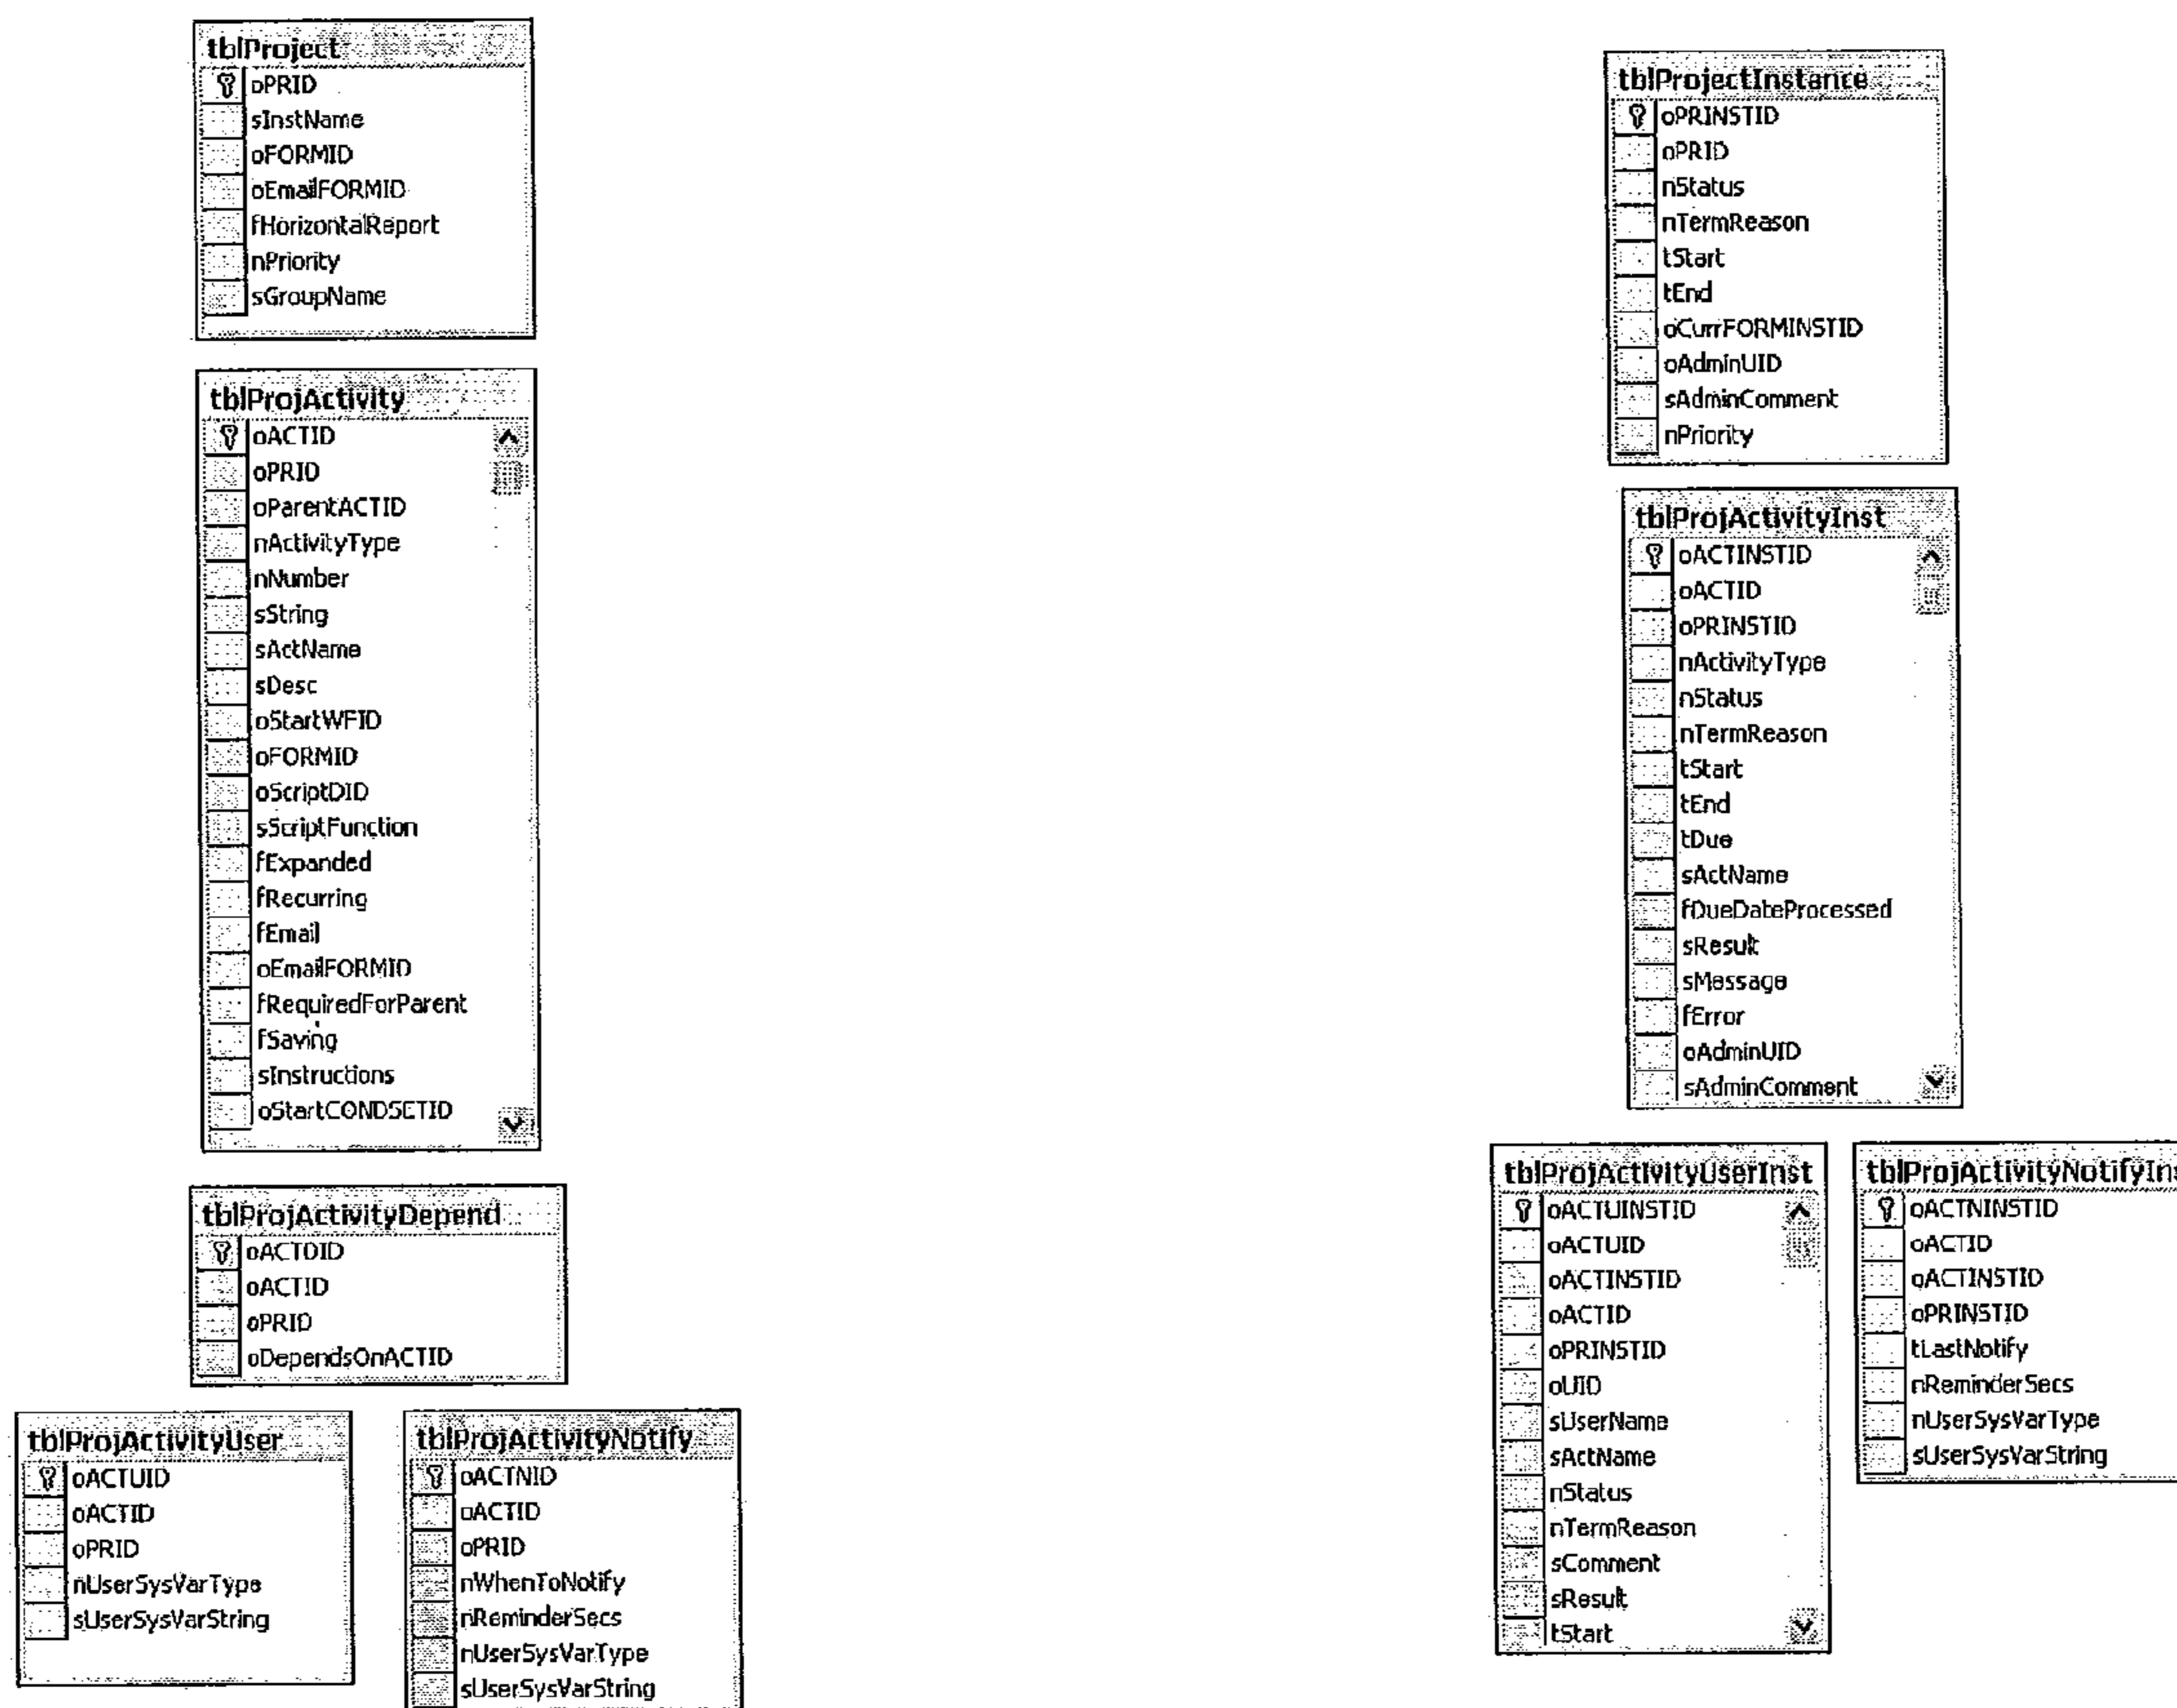 tblProject
oPRID
sInstName
oFORMID
oEmailFORMID
fHorizontalReport
nPriority
sGroupName
tblProjActivity
oACTID
oPRID
oParentACTID
nActivityType
nNumber
sString
sActName
sDesc
oStartWFID
oFORMID
oScriptDID
sScriptFunction
fExpanded
fRecurring
fEmail
oEmailFORMID
fRequiredForParent
fSaving
sInstructions
oStartCONDSETID
tblProjActivityDepend
oACTDID
oACTID
oPRID
oDependsOnACTID
tblProjActivityUser
oACTUID
oACTID
oPRID
nUserSysVarType
sUserSysVarString
tblProjActivityNotify
oACTNID
oACTID
oPRID
nWhenToNotify
nReminderSecs
nUserSysVarType
sUserSysVarString
tblProjectInstance
oPRINSTID
oPRID
nStatus
nTermReason
tStart
tEnd
oCurrFORMINSTID
oAdminUID
sAdminComment
nPriority
tblProjActivityInst
oACTINSTID
oACTID
oPRINSTID
nActivityType
nStatus
nTermReason
tStart
tEnd
tDue
sActName
fDueDateProcessed
sResult
sMessage
fError
oAdminUID
sAdminComment
tblProjActivityUserInst
oACTUINSTID
oACTUID
oACTINSTID
oACTID
oPRINSTID
oUID
sUserName
sActName
nStatus
nTermReason
sComment
sResult
tStart
tblProjActivityNotifyIns
oACTNINSTID
oACTID
oACTINSTID
oPRINSTID
tLastNotify
nReminderSecs
nUserSysVarType
sUserSysVarString